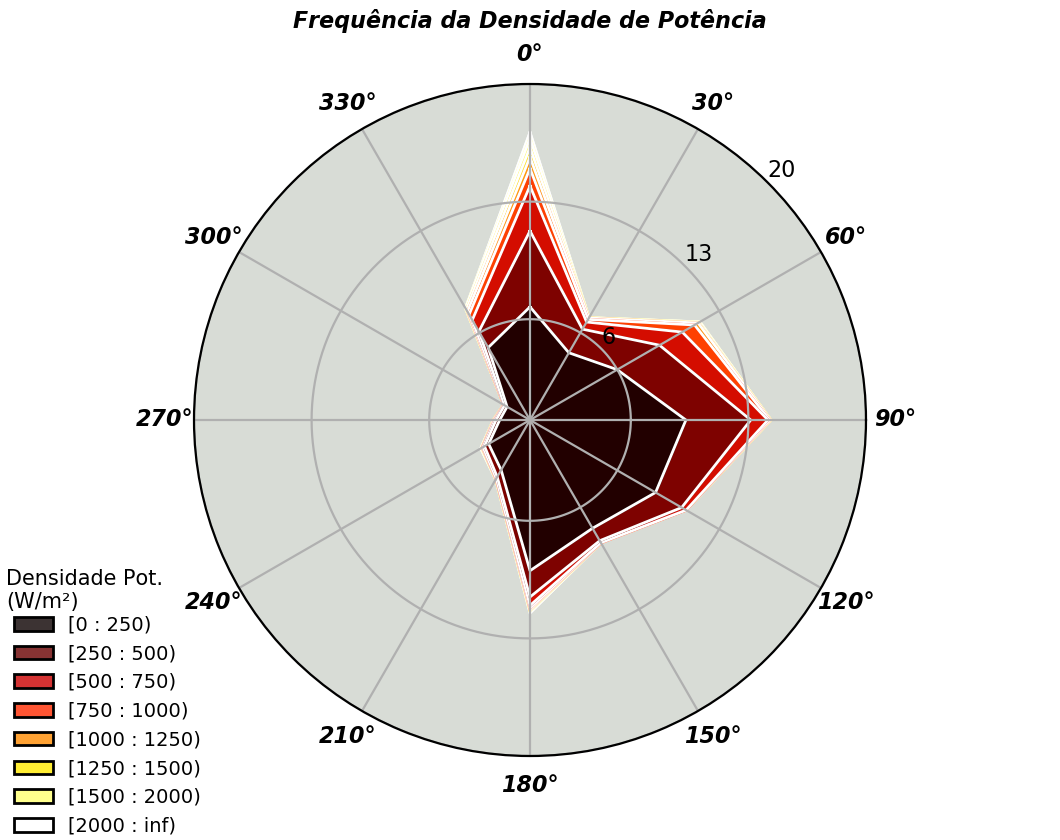 Frequência da Densidade de Potência
0°
330°
30°
20
300°
60°
13
6
270°
90°
240°
120°
210°
150°
180°
Densidade Pot.
(W/m²)
[0 : 250)
[250 : 500)
[500 : 750)
[750 : 1000)
[1000 : 1250)
[1250 : 1500)
[1500 : 2000)
[2000 : inf)